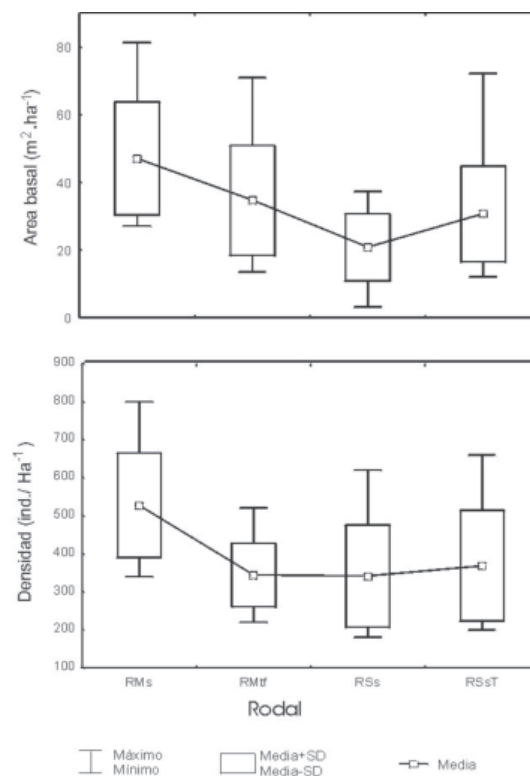 Area basal (m².ha⁻¹)
80
60
40
20
0
Densidad (ind./ Ha⁻¹)
900
800
700
600
500
400
300
200
100
RMs RMtf RSs RSsT
Rodal
Máximo
Mínimo
Media+SD
Media-SD
Media